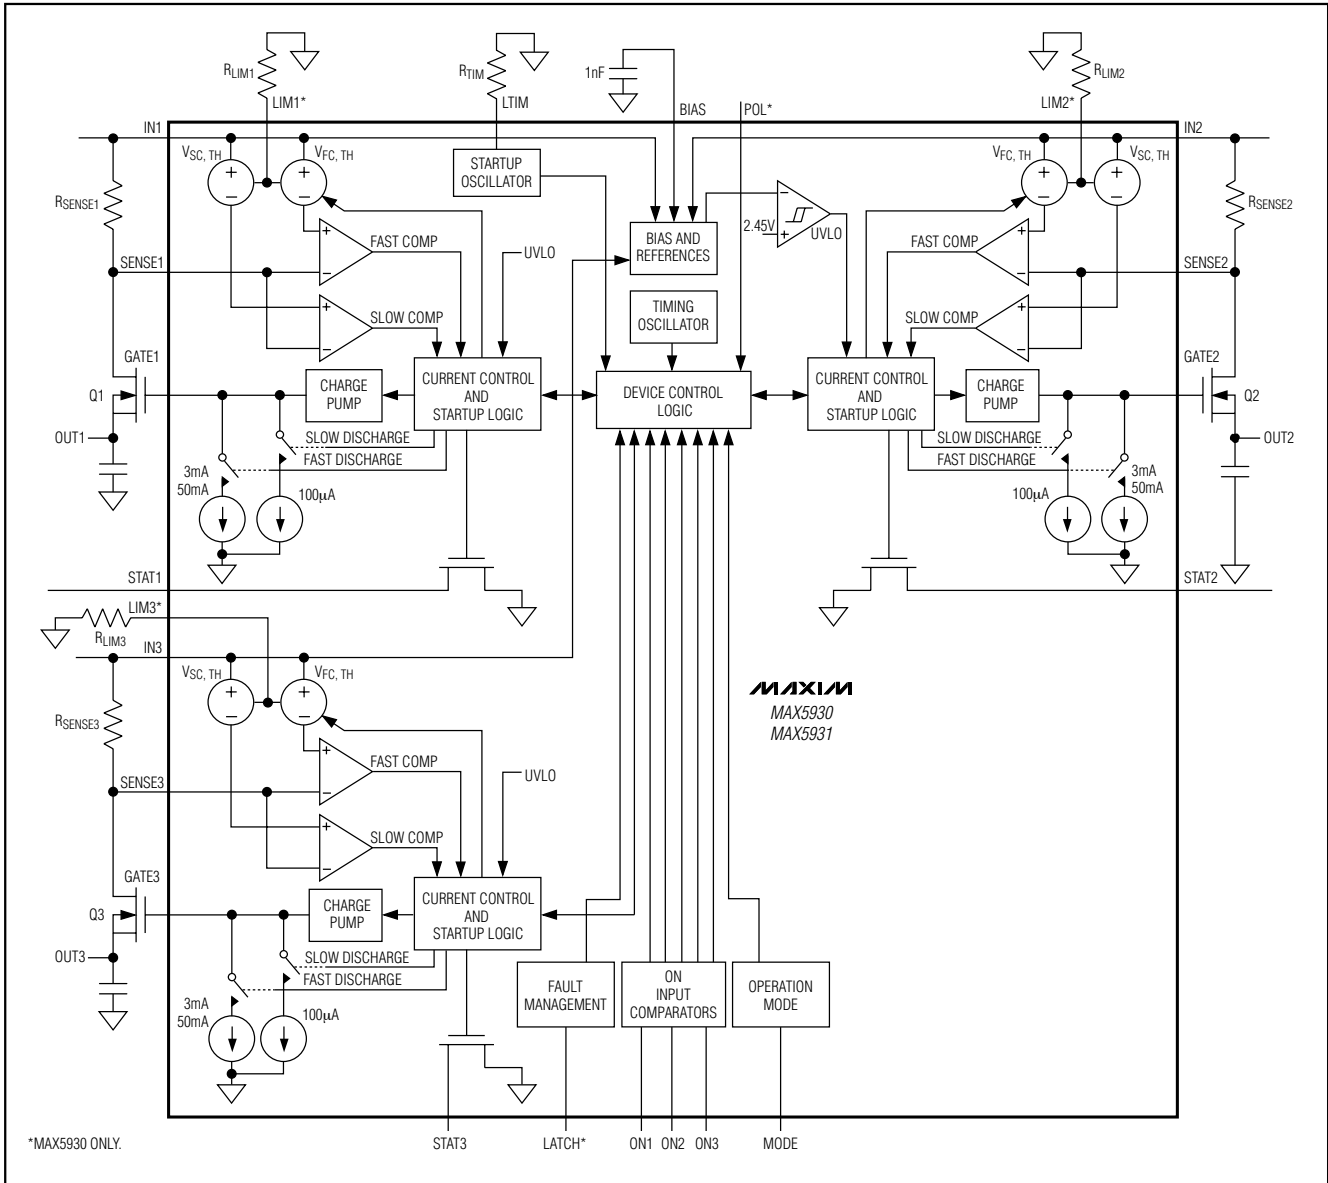 RLIM1
LIM1*
RTIM
LTIM
1nF
BIAS
POL*
RLIM2
LIM2*
IN1
IN2
VSC, TH
VFC, TH
+
−
+
−
STARTUP
OSCILLATOR
VFC, TH
VSC, TH
+
−
+
−
RSENSE1
RSENSE2
+
−
FAST COMP
UVLO
BIAS AND
REFERENCES
−
2.45V
+
UVLO
FAST COMP
+
−
SENSE1
SENSE2
TIMING
OSCILLATOR
+
−
SLOW COMP
SLOW COMP
+
−
GATE1
GATE2
Q1
CHARGE
PUMP
CURRENT CONTROL
AND
STARTUP LOGIC
DEVICE CONTROL
LOGIC
CURRENT CONTROL
AND
STARTUP LOGIC
CHARGE
PUMP
Q2
OUT1
OUT2
SLOW DISCHARGE
FAST DISCHARGE
SLOW DISCHARGE
FAST DISCHARGE
3mA
50mA
100µA
100µA
3mA
50mA
STAT1
STAT2
LIM3*
RLIM3
IN3
VSC, TH
VFC, TH
+
−
+
−
MAXIM
MAX5930
MAX5931
RSENSE3
+
−
FAST COMP
UVLO
SENSE3
+
−
SLOW COMP
GATE3
Q3
CHARGE
PUMP
CURRENT CONTROL
AND
STARTUP LOGIC
OUT3
SLOW DISCHARGE
FAST DISCHARGE
3mA
50mA
100µA
FAULT
MANAGEMENT
ON
INPUT
COMPARATORS
OPERATION
MODE
*MAX5930 ONLY.
STAT3
LATCH*
ON1
ON2
ON3
MODE